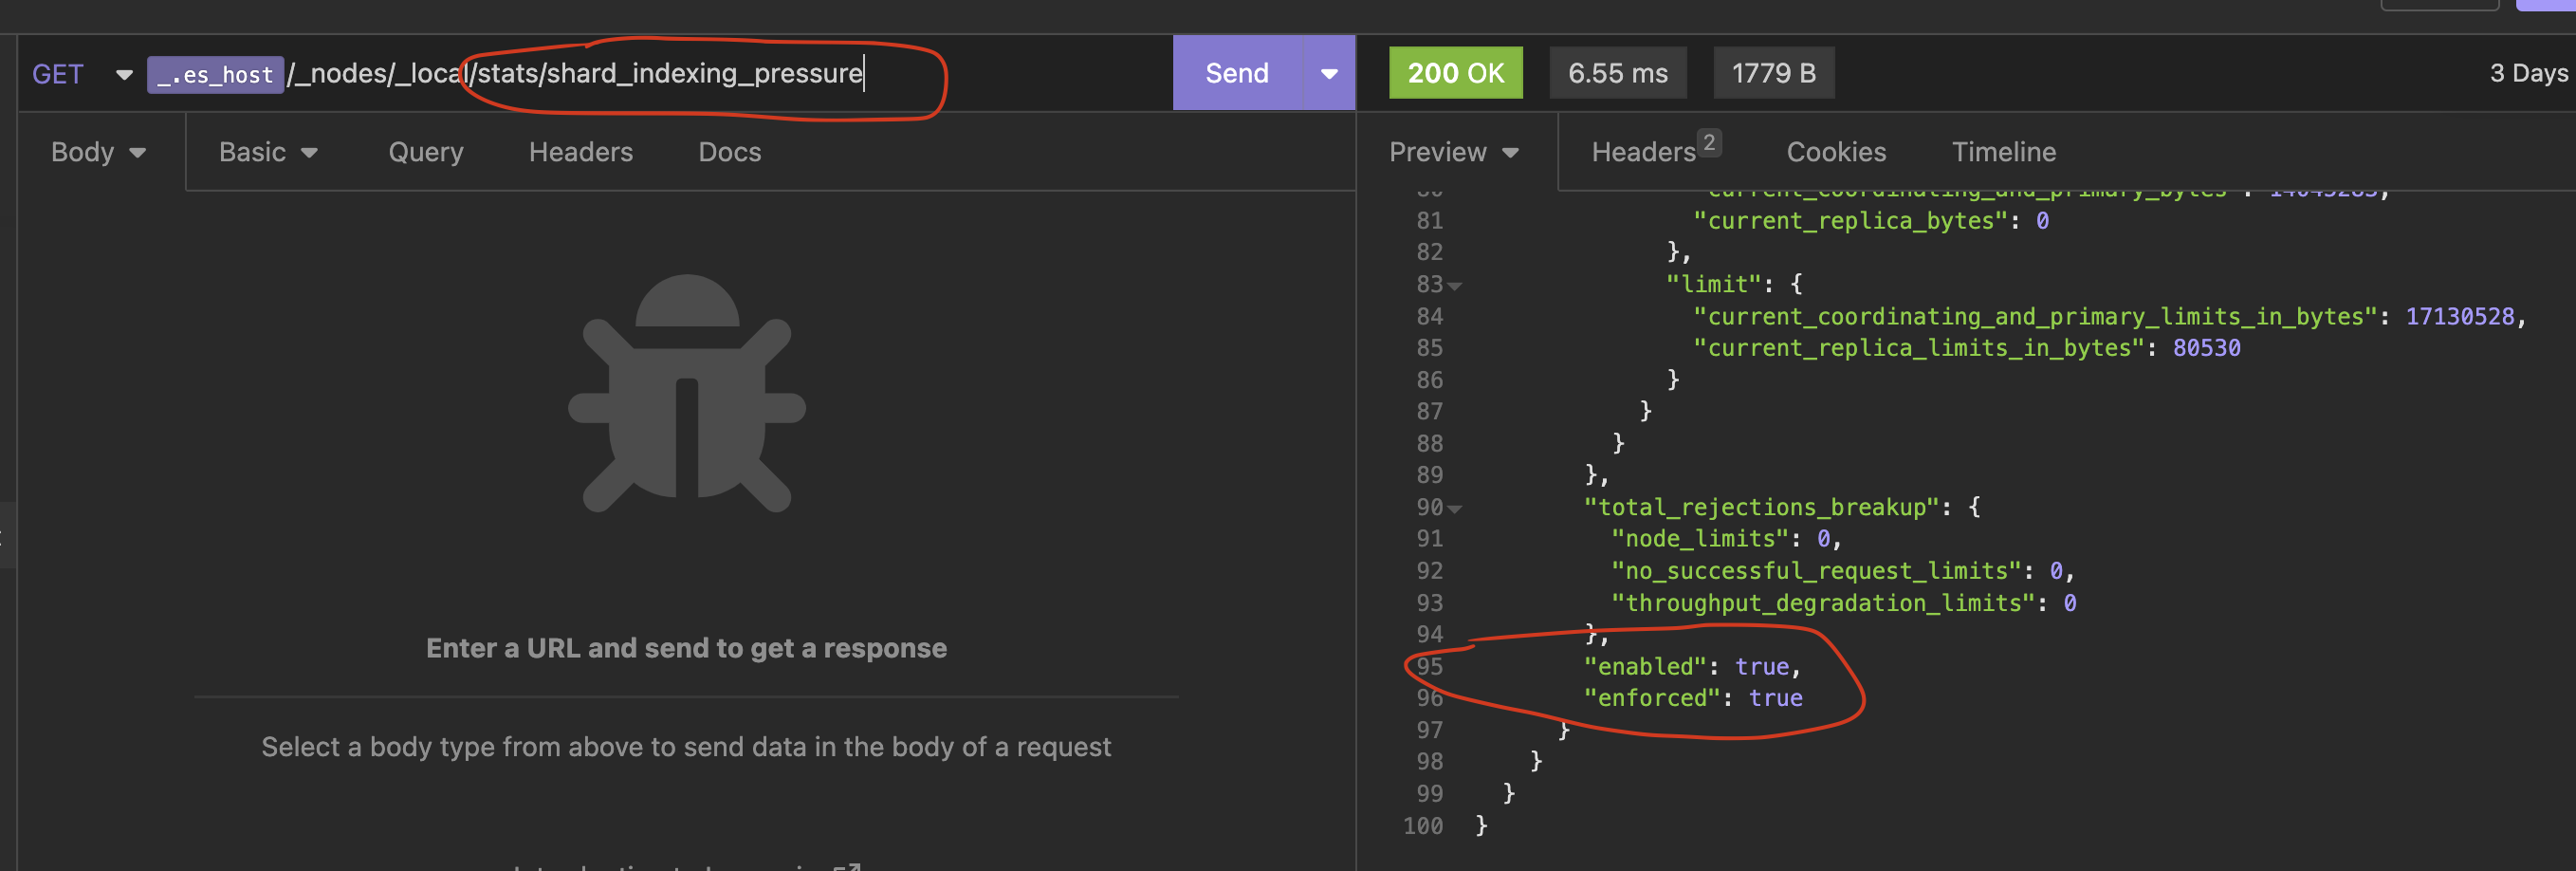 GET _.es_host/_nodes/_local/stats/shard_indexing_pressure Send 200 OK 6.55 ms 1779 B 3 Days
Body Basic Query Headers Docs Preview Headers 2 Cookies Timeline
81 "current_replica_bytes": 0
82 },
83 "limit": {
84 "current_coordinating_and_primary_limits_in_bytes": 17130528,
85 "current_replica_limits_in_bytes": 80530
86 }
87 }
88 }
89 },
90 "total_rejections_breakup": {
91 "node_limits": 0,
92 "no_successful_request_limits": 0,
93 "throughput_degradation_limits": 0
94 },
95 "enabled": true,
96 "enforced": true
97 }
98 }
99 }
100 }
Enter a URL and send to get a response
Select a body type from above to send data in the body of a request